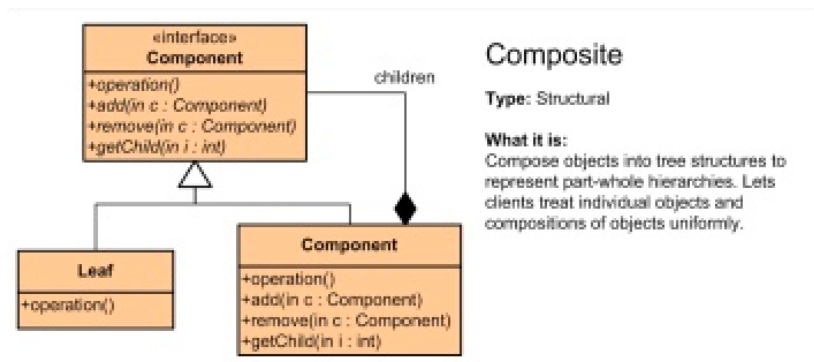 «interface»
Component
+operation()
+add(in c : Component)
+remove(in c : Component)
+getChild(in i : int)
children
Leaf
+operation()
Component
+operation()
+add(in c : Component)
+remove(in c : Component)
+getChild(in i : int)
Composite
Type: Structural
What it is:
Compose objects into tree structures to
represent part-whole hierarchies. Lets
clients treat individual objects and
compositions of objects uniformly.